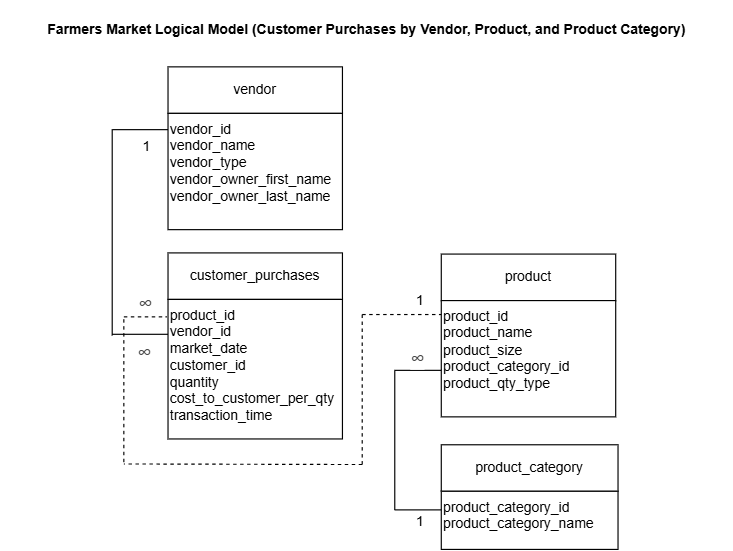 Farmers Market Logical Model (Customer Purchases by Vendor, Product, and Product Category)
vendor
vendor_id
vendor_name
vendor_type
vendor_owner_first_name
vendor_owner_last_name
1
customer_purchases
∞
product_id
vendor_id
market_date
customer_id
quantity
cost_to_customer_per_qty
transaction_time
∞
product
1
product_id
product_name
product_size
product_category_id
product_qty_type
∞
product_category
product_category_id
product_category_name
1